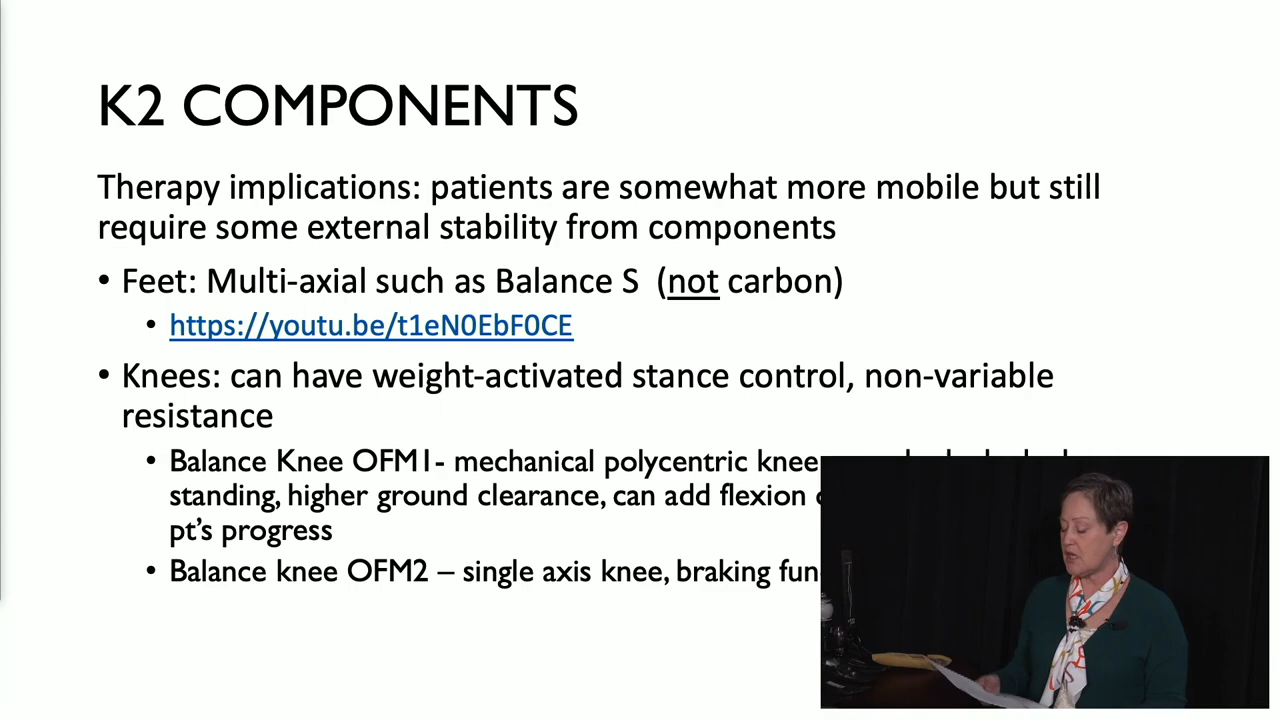 K2 COMPONENTS
Therapy implications: patients are somewhat more mobile but still
require some external stability from components
• Feet: Multi-axial such as Balance S (not carbon)
• https://youtu.be/t1eN0EbF0CE
• Knees: can have weight-activated stance control, non-variable
resistance
• Balance Knee OFM1- mechanical polycentric knee
standing, higher ground clearance, can add flexion
pt's progress
• Balance knee OFM2 – single axis knee, braking